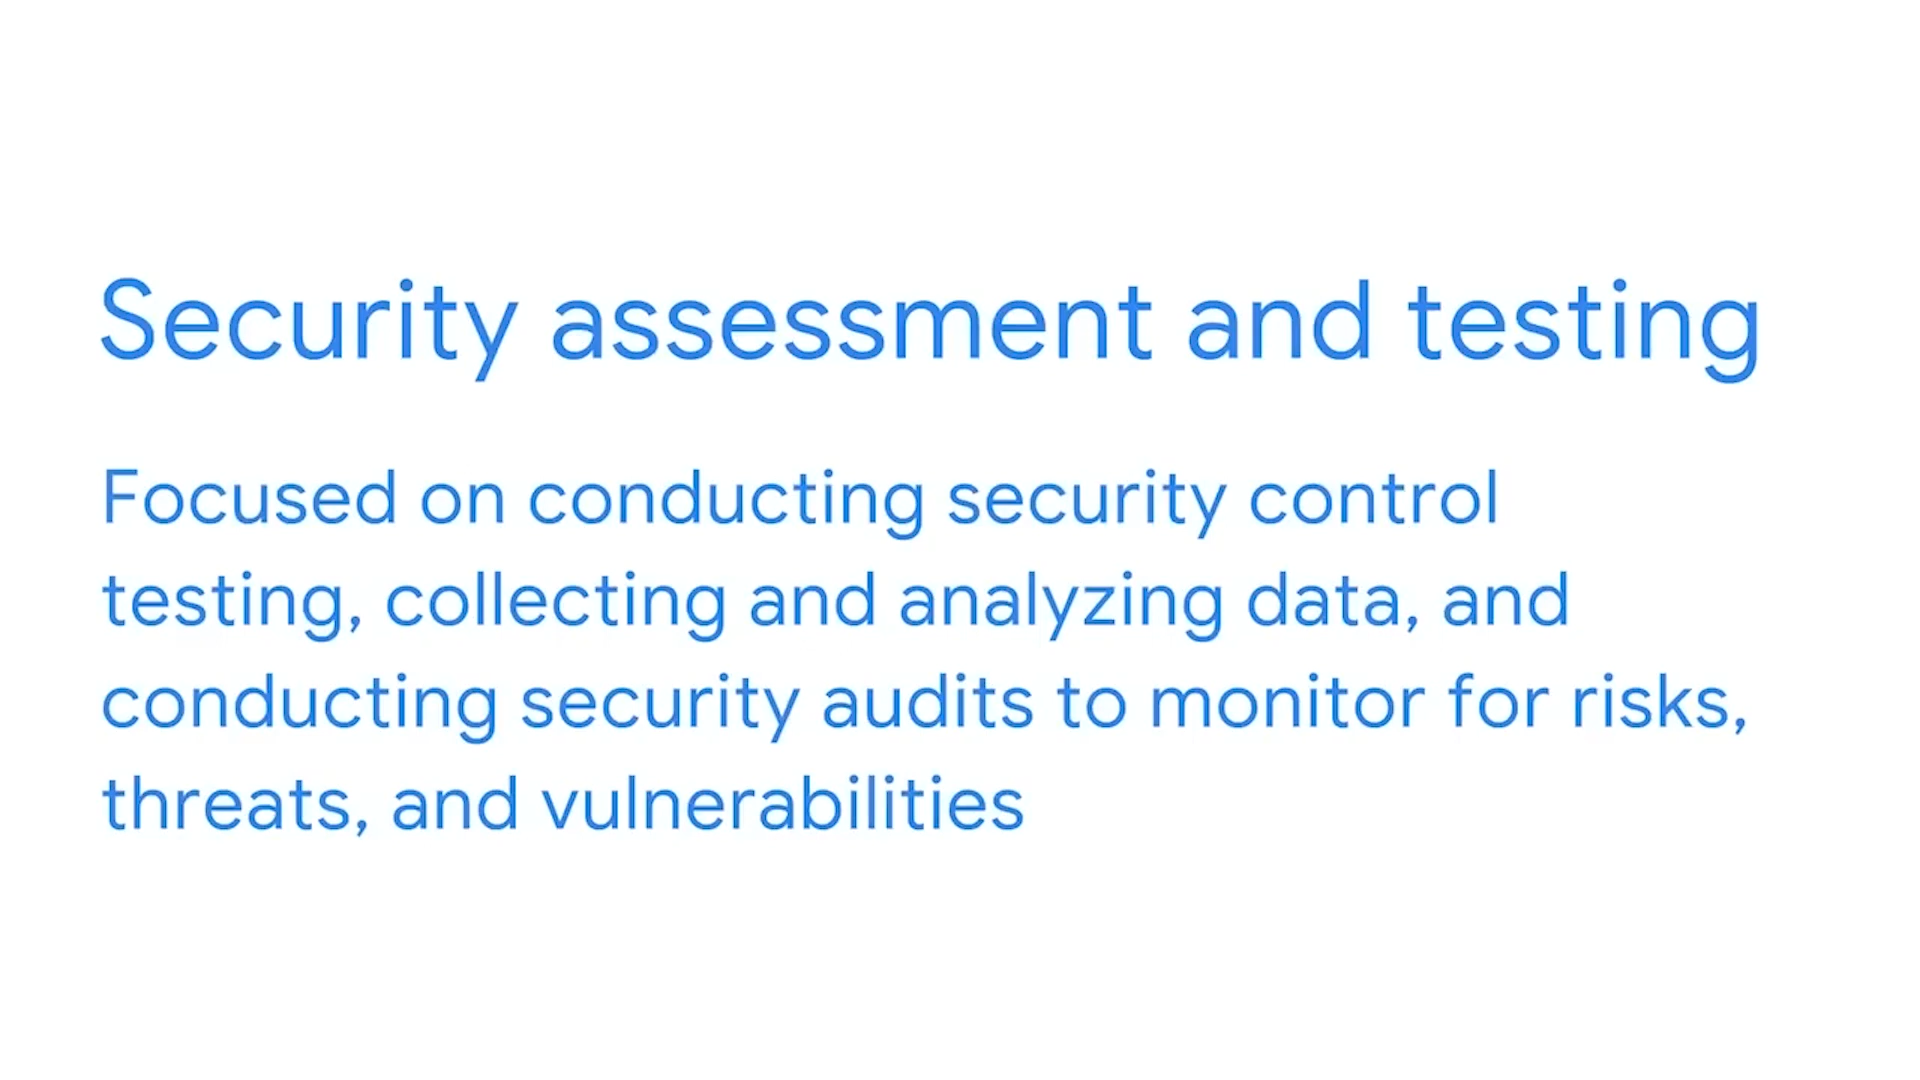 Security assessment and testing
Focused on conducting security control
testing, collecting and analyzing data, and
conducting security audits to monitor for risks,
threats, and vulnerabilities